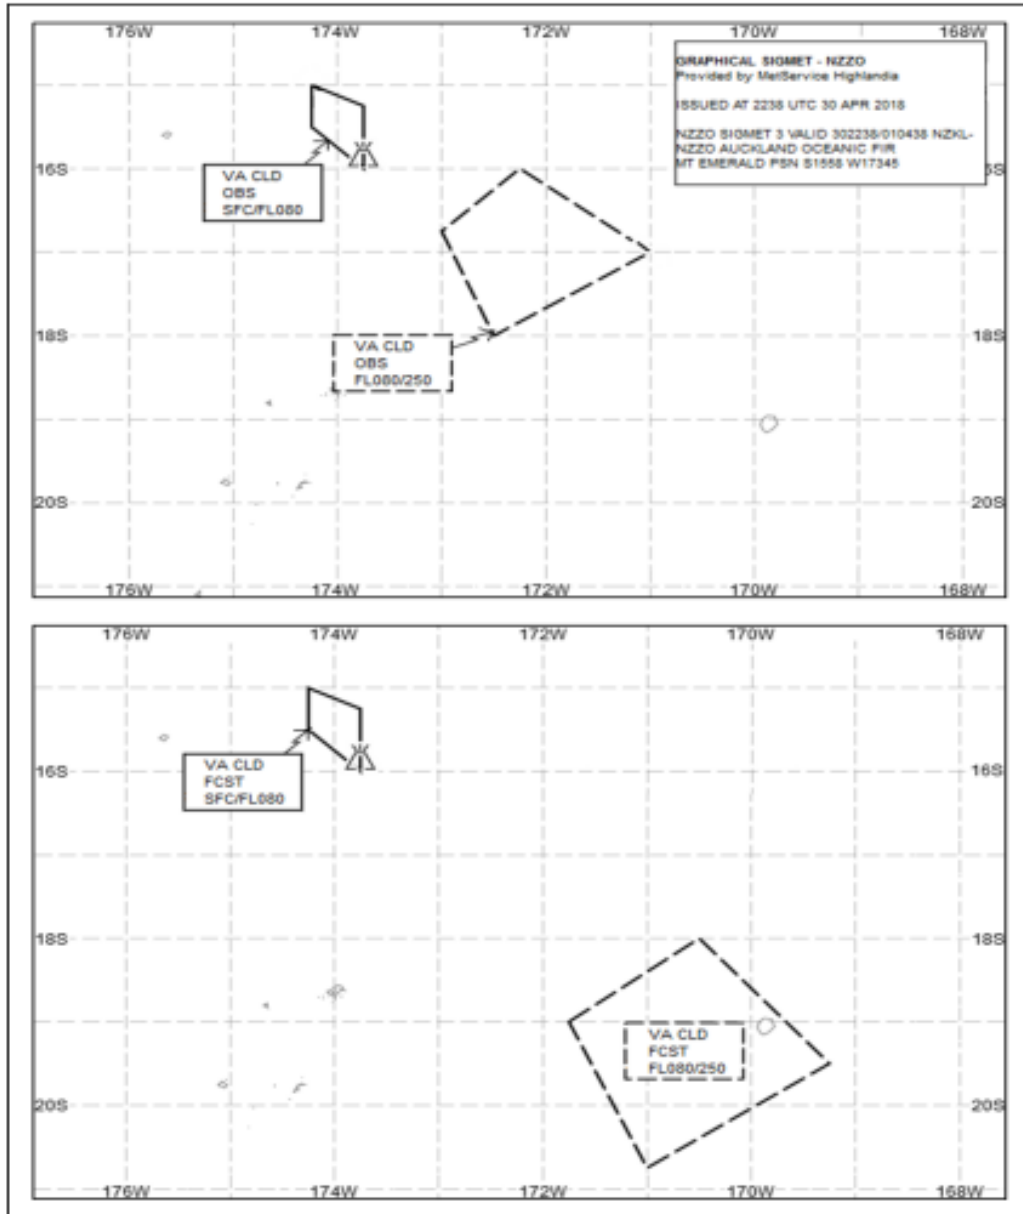 176W 174W 172W 170W 168W
GRAPHICAL SIGMET - NZZO
Provided by MetService Highlandia
ISSUED AT 2238 UTC 30 APR 2018
NZZO SIGMET 3 VALID 302238/010438 NZKL-
NZZO AUCKLAND OCEANIC FIR
MT EMERALD PSN S1558 W17345
16S 6S
VA CLD
OBS
SFC/FL080
18S 18S
VA CLD
OBS
FL080/250
20S 20S
176W 174W 172W 170W 168W
176W 174W 172W 170W 168W
16S 16S
VA CLD
FCST
SFC/FL080
18S 18S
VA CLD
FCST
FL080/250
20S 20S
176W 174W 172W 170W 168W